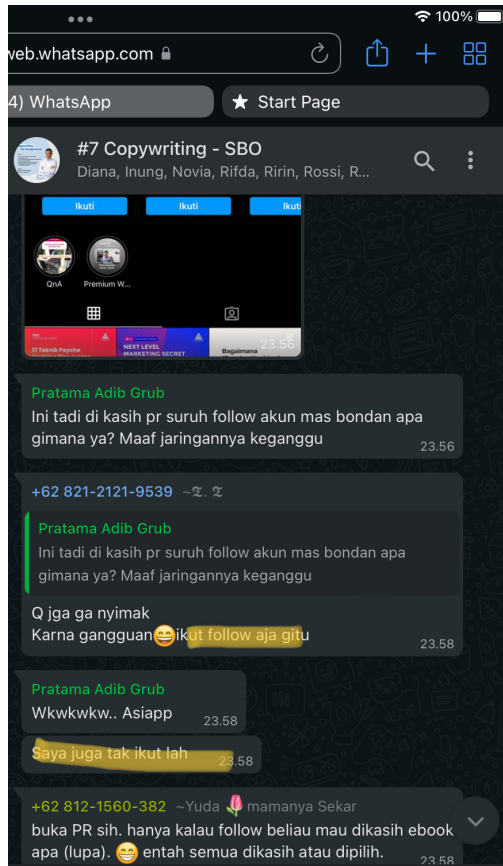 100%
web.whatsapp.com
4) WhatsApp
★ Start Page
#7 Copywriting - SBO
Diana, Inung, Novia, Rifda, Ririn, Rossi, R...
Ikuti
Ikuti
Ikuti
QnA
Premium W...
17 Teknik Psycho
NEXT LEVEL
MARKETING SECRET
Bagaimana
23.56
Pratama Adib Grub
Ini tadi di kasih pr suruh follow akun mas bondan apa
gimana ya? Maaf jaringannya keganggu
23.56
+62 821-2121-9539 ~𝕿. 𝕿
Pratama Adib Grub
Ini tadi di kasih pr suruh follow akun mas bondan apa
gimana ya? Maaf jaringannya keganggu
Q jga ga nyimak
Karna gangguan😄ikut follow aja gitu
23.58
Pratama Adib Grub
Wkwkwkw.. Asiapp
23.58
Saya juga tak ikut lah
23.58
+62 812-1560-382 ~Yuda 🌷 mamanya Sekar
buka PR sih. hanya kalau follow beliau mau dikasih ebook
apa (lupa). 😄 entah semua dikasih atau dipilih.
23.58